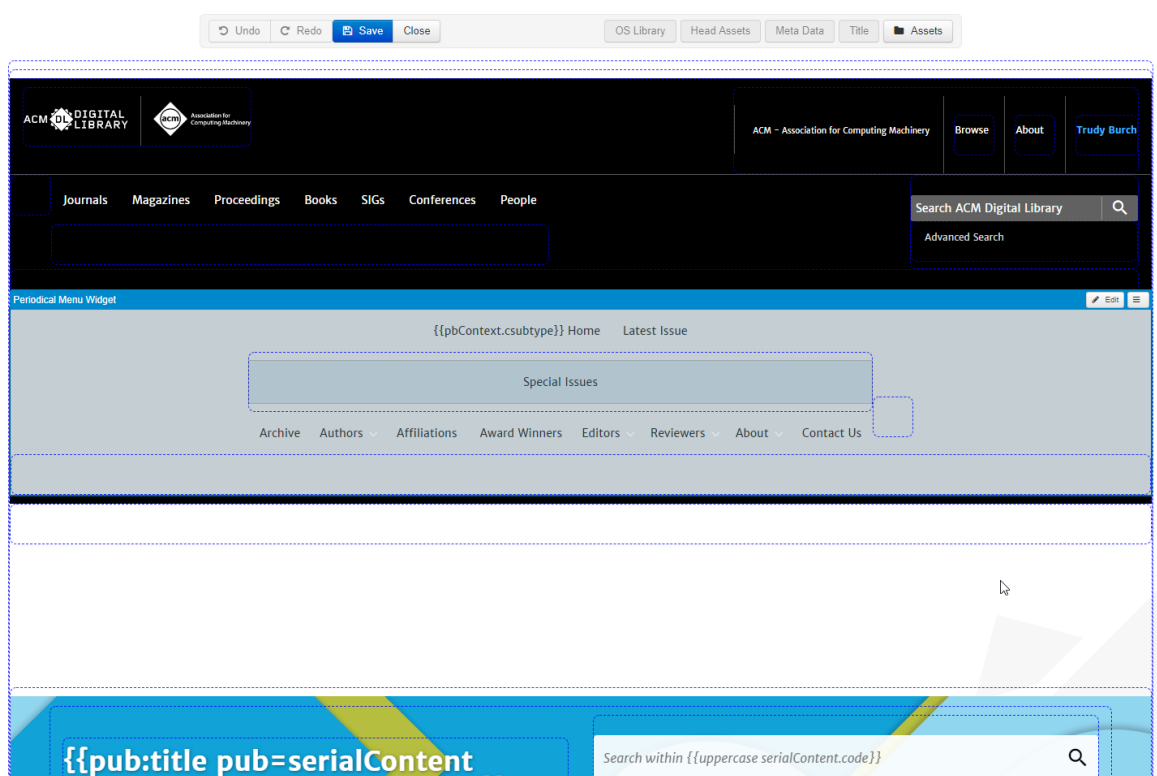 Undo Redo Save Close OS Library Head Assets Meta Data Title Assets
ACM DL DIGITAL LIBRARY
acm Association for Computing Machinery
ACM - Association for Computing Machinery Browse About Trudy Burch
Journals Magazines Proceedings Books SIGs Conferences People
Search ACM Digital Library
Advanced Search
Periodical Menu Widget Edit
{{pbContext.csubtype}} Home Latest Issue
Special Issues
Archive Authors Affiliations Award Winners Editors Reviewers About Contact Us
{{pub:title pub=serialContent
Search within {{uppercase serialContent.code}}